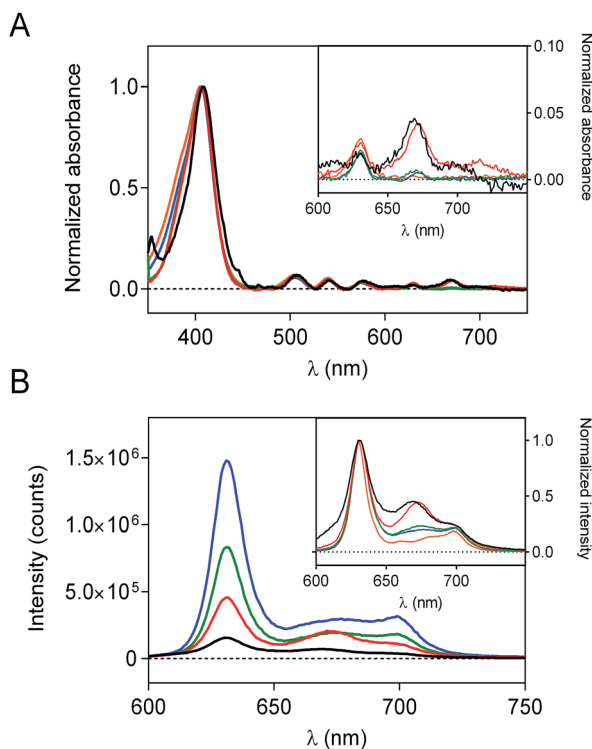 A
Normalized absorbance
1.0
0.5
0.0
400
500
600
700
λ (nm)
0.10
0.05
0.00
Normalized absorbance
600
650
700
λ (nm)
B
Intensity (counts)
1.5×10⁶
1.0×10⁶
5.0×10⁵
0
600
650
700
750
λ (nm)
1.0
0.5
0.0
Normalized intensity
600
650
700
λ (nm)